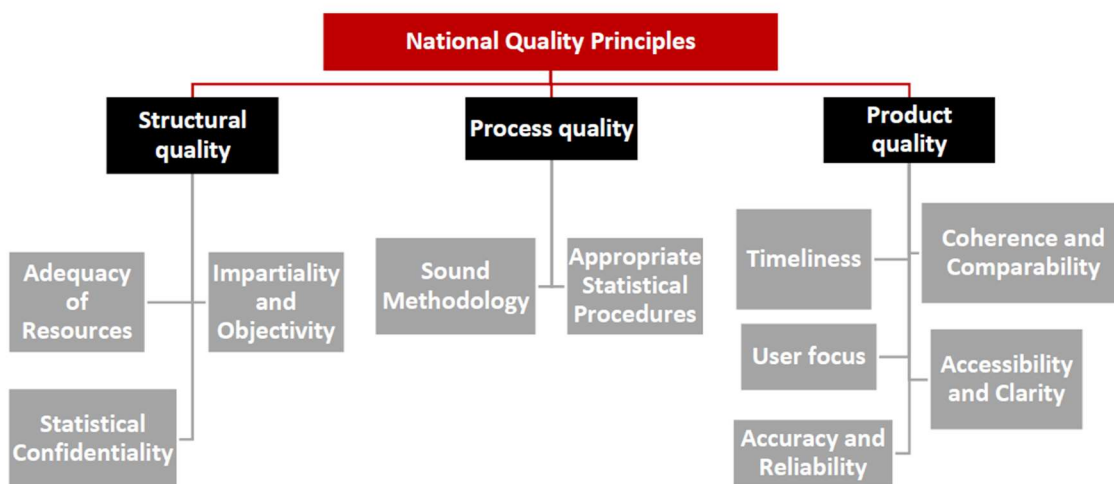 National Quality Principles
Structural
quality
Process quality
Product
quality
Adequacy
of
Resources
Impartiality
and
Objectivity
Statistical
Confidentiality
Sound
Methodology
Appropriate
Statistical
Procedures
Timeliness
Coherence and
Comparability
User focus
Accessibility
and Clarity
Accuracy and
Reliability